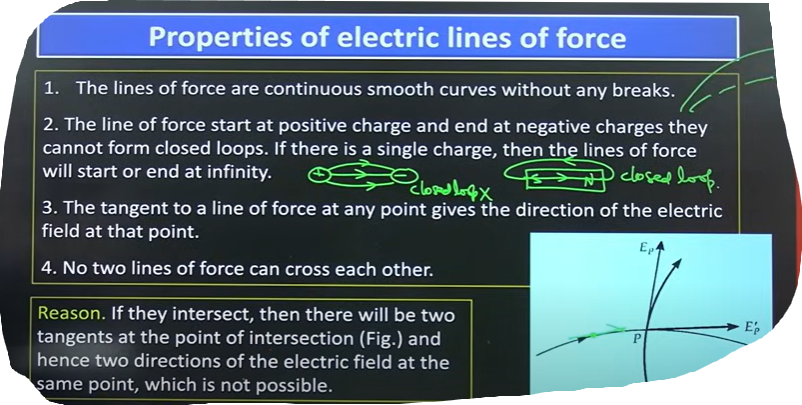 Properties of electric lines of force
1. The lines of force are continuous smooth curves without any breaks.
2. The line of force start at positive charge and end at negative charges they
cannot form closed loops. If there is a single charge, then the lines of force
will start or end at infinity.
+ − closed loop X
S N closed loop.
3. The tangent to a line of force at any point gives the direction of the electric
field at that point.
4. No two lines of force can cross each other.
Reason. If they intersect, then there will be two
tangents at the point of intersection (Fig.) and
hence two directions of the electric field at the
same point, which is not possible.
E_P
E'_P
P